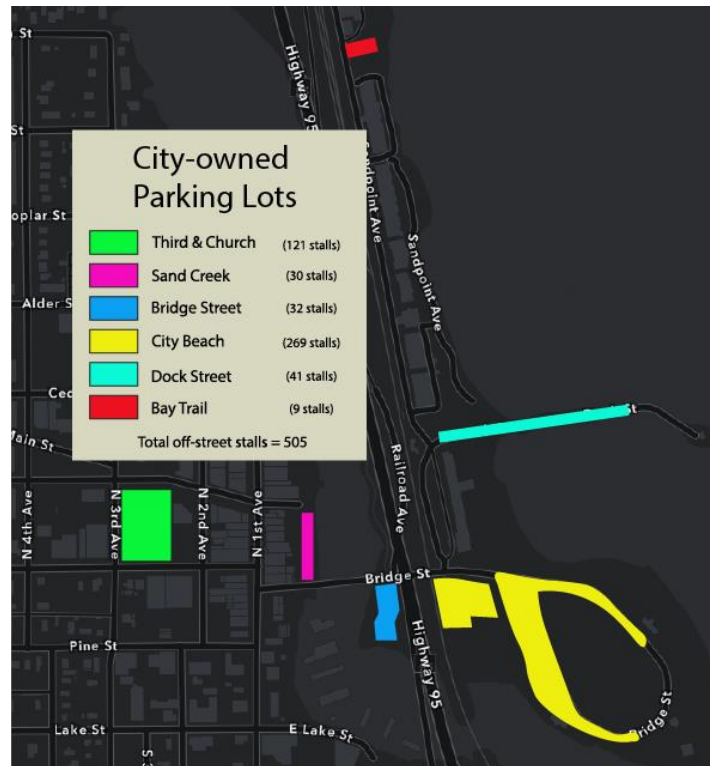 St
Highway 95
St
City-owned
Parking Lots
Third & Church (121 stalls)
Sand Creek (30 stalls)
Bridge Street (32 stalls)
City Beach (269 stalls)
Dock Street (41 stalls)
Bay Trail (9 stalls)
Total off-street stalls = 505
oplar St
Sandpoint Ave
Sandpoint Ave
Alder S
Ced
St
Main St
Railroad Ave
N 4th Ave
N 3rd Ave
N 2nd Ave
N 1st Ave
Bridge St
Pine St
Highway 95
Bridge St
Lake St
E Lake St